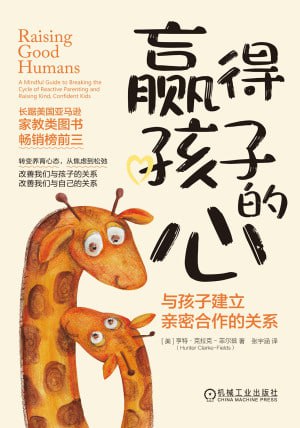 Raising
Good
Humans
A Mindful Guide to Breaking the
Cycle of Reactive Parenting and
Raising Kind, Confident Kids
长踞美国亚马逊
家教类图书
畅销榜前三
转变养育心态，从焦虑到松弛
改善我们与孩子的关系
改善我们与自己的关系
赢得
孩子
的
心
与孩子建立
亲密合作的关系
[美] 亨特·克拉克-菲尔兹 著 张宇涵 译
(Hunter Clarke-Fields)
机械工业出版社
CHINA MACHINE PRESS